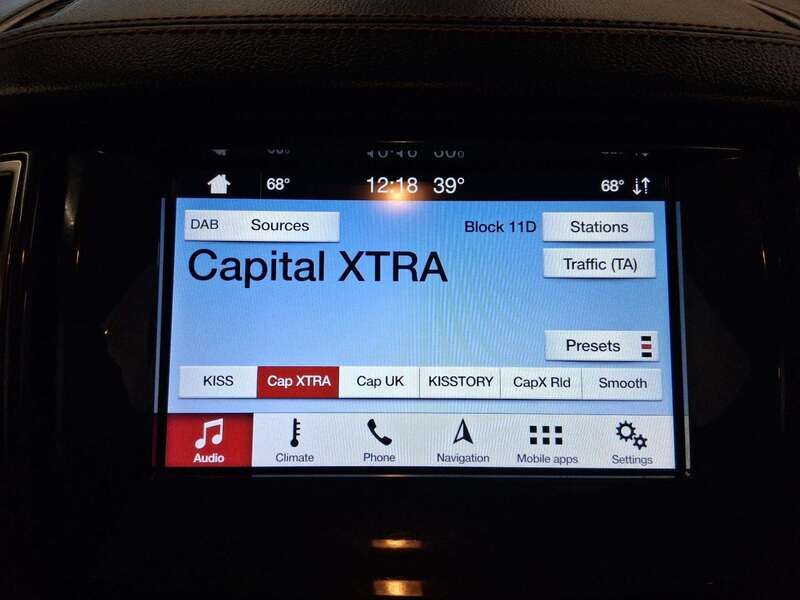 68° 12:18 39° 68°
DAB Sources Block 11D Stations
Capital XTRA
Traffic (TA)
Presets
KISS Cap XTRA Cap UK KISSTORY CapX Rld Smooth
Audio Climate Phone Navigation Mobile apps Settings